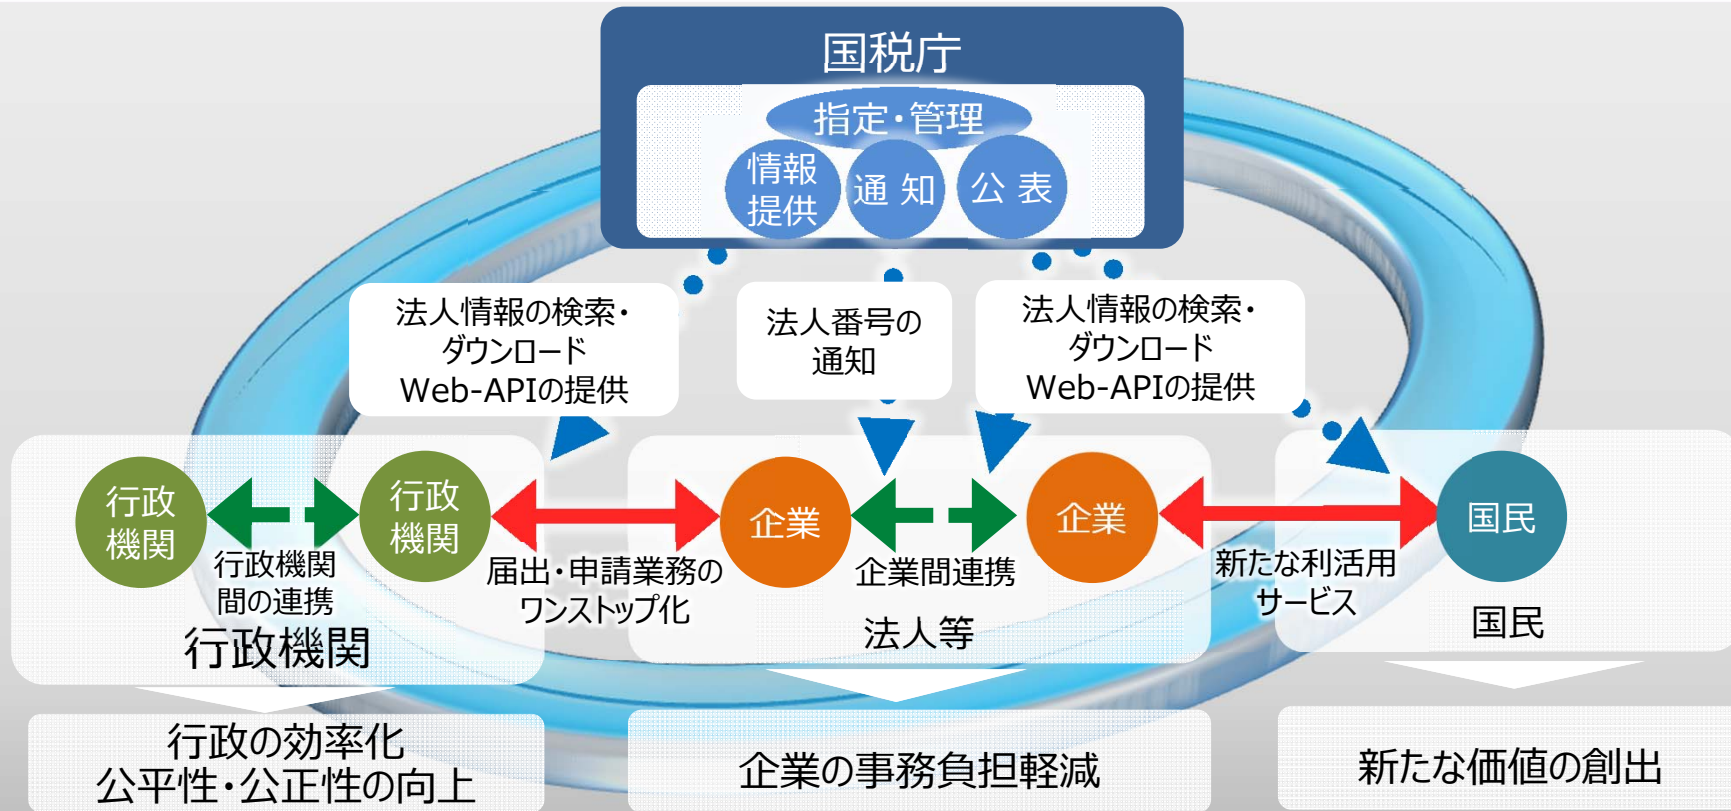 国税庁
指定・管理
情報
提供
通 知
公 表
法人情報の検索・
ダウンロード
Web-APIの提供
法人番号の
通知
法人情報の検索・
ダウンロード
Web-APIの提供
行政
機関
行政機関
間の連携
行政
機関
行政機関
届出・申請業務の
ワンストップ化
企業
企業間連携
企業
法人等
新たな利活用
サービス
国民
国民
行政の効率化
公平性・公正性の向上
企業の事務負担軽減
新たな価値の創出